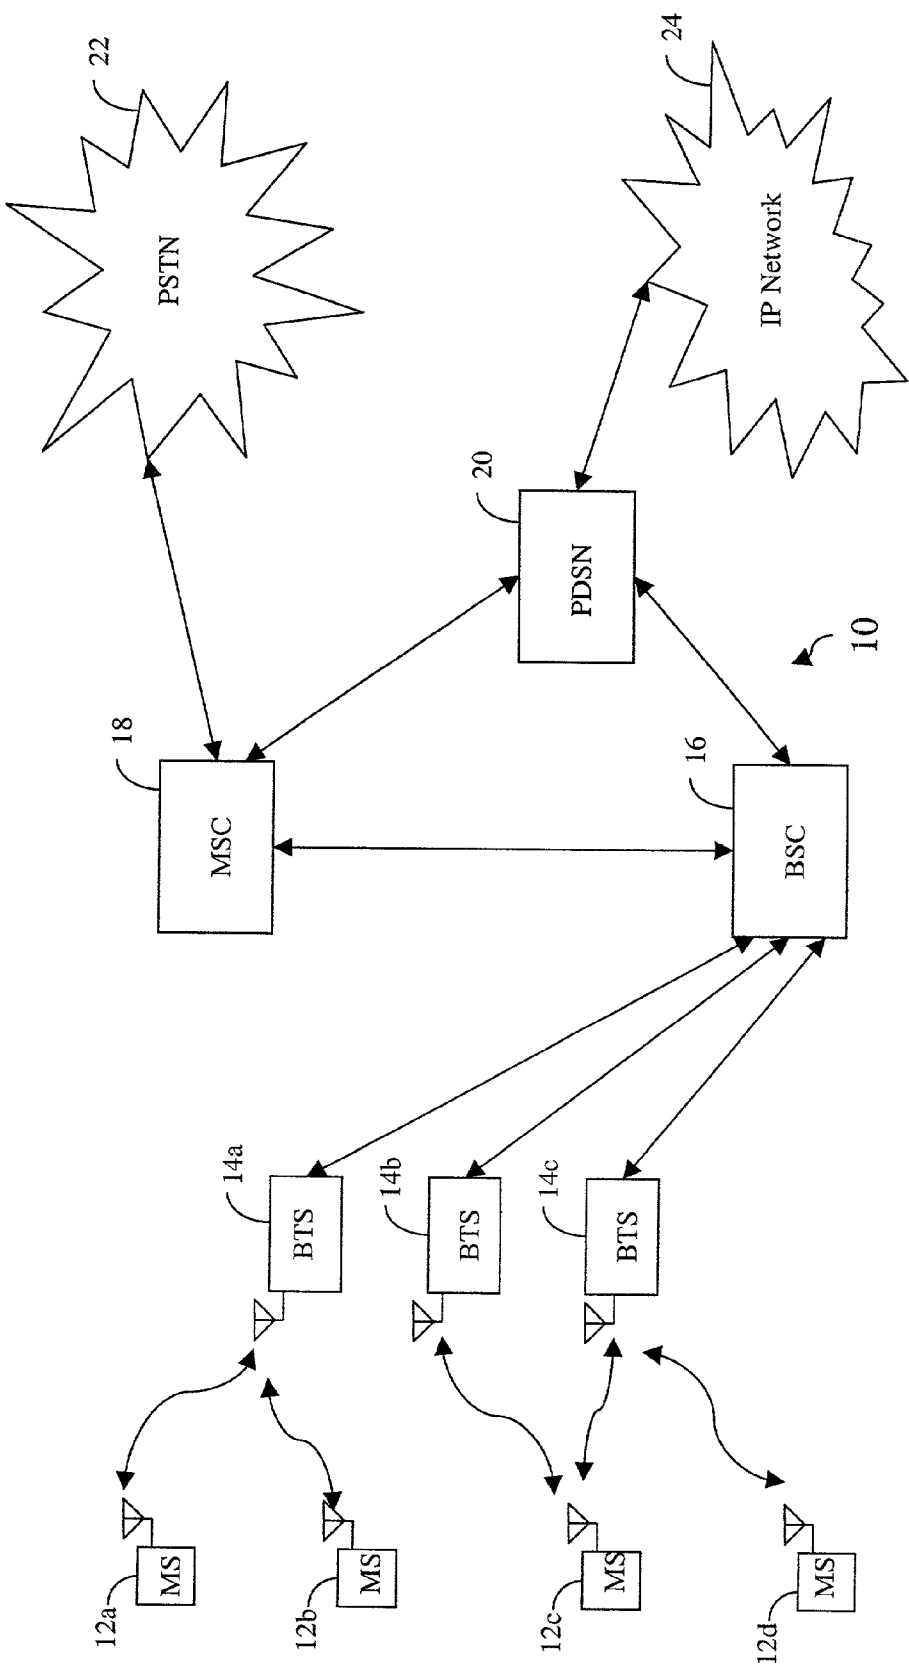 12a
MS
12b
MS
12c
MS
12d
MS
14a
BTS
14b
BTS
14c
BTS
18
MSC
16
BSC
10
20
PDSN
22
PSTN
24
IP Network